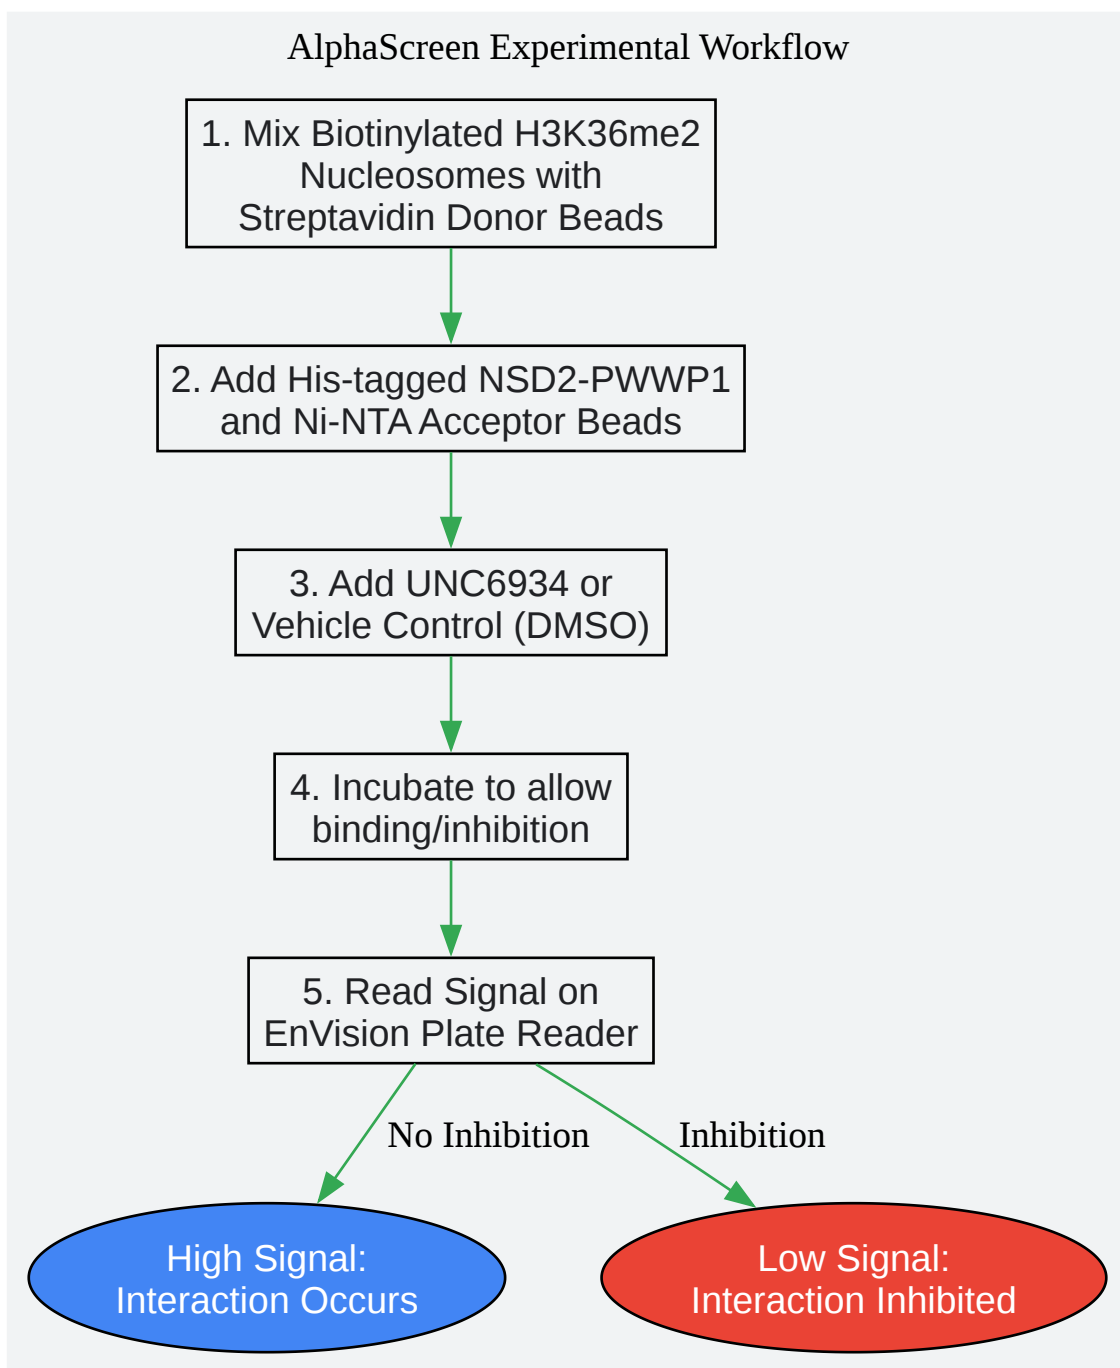 AlphaScreen Experimental Workflow
1. Mix Biotinylated H3K36me2
Nucleosomes with
Streptavidin Donor Beads
2. Add His-tagged NSD2-PWWP1
and Ni-NTA Acceptor Beads
3. Add UNC6934 or
Vehicle Control (DMSO)
4. Incubate to allow
binding/inhibition
5. Read Signal on
EnVision Plate Reader
No Inhibition
Inhibition
High Signal:
Interaction Occurs
Low Signal:
Interaction Inhibited